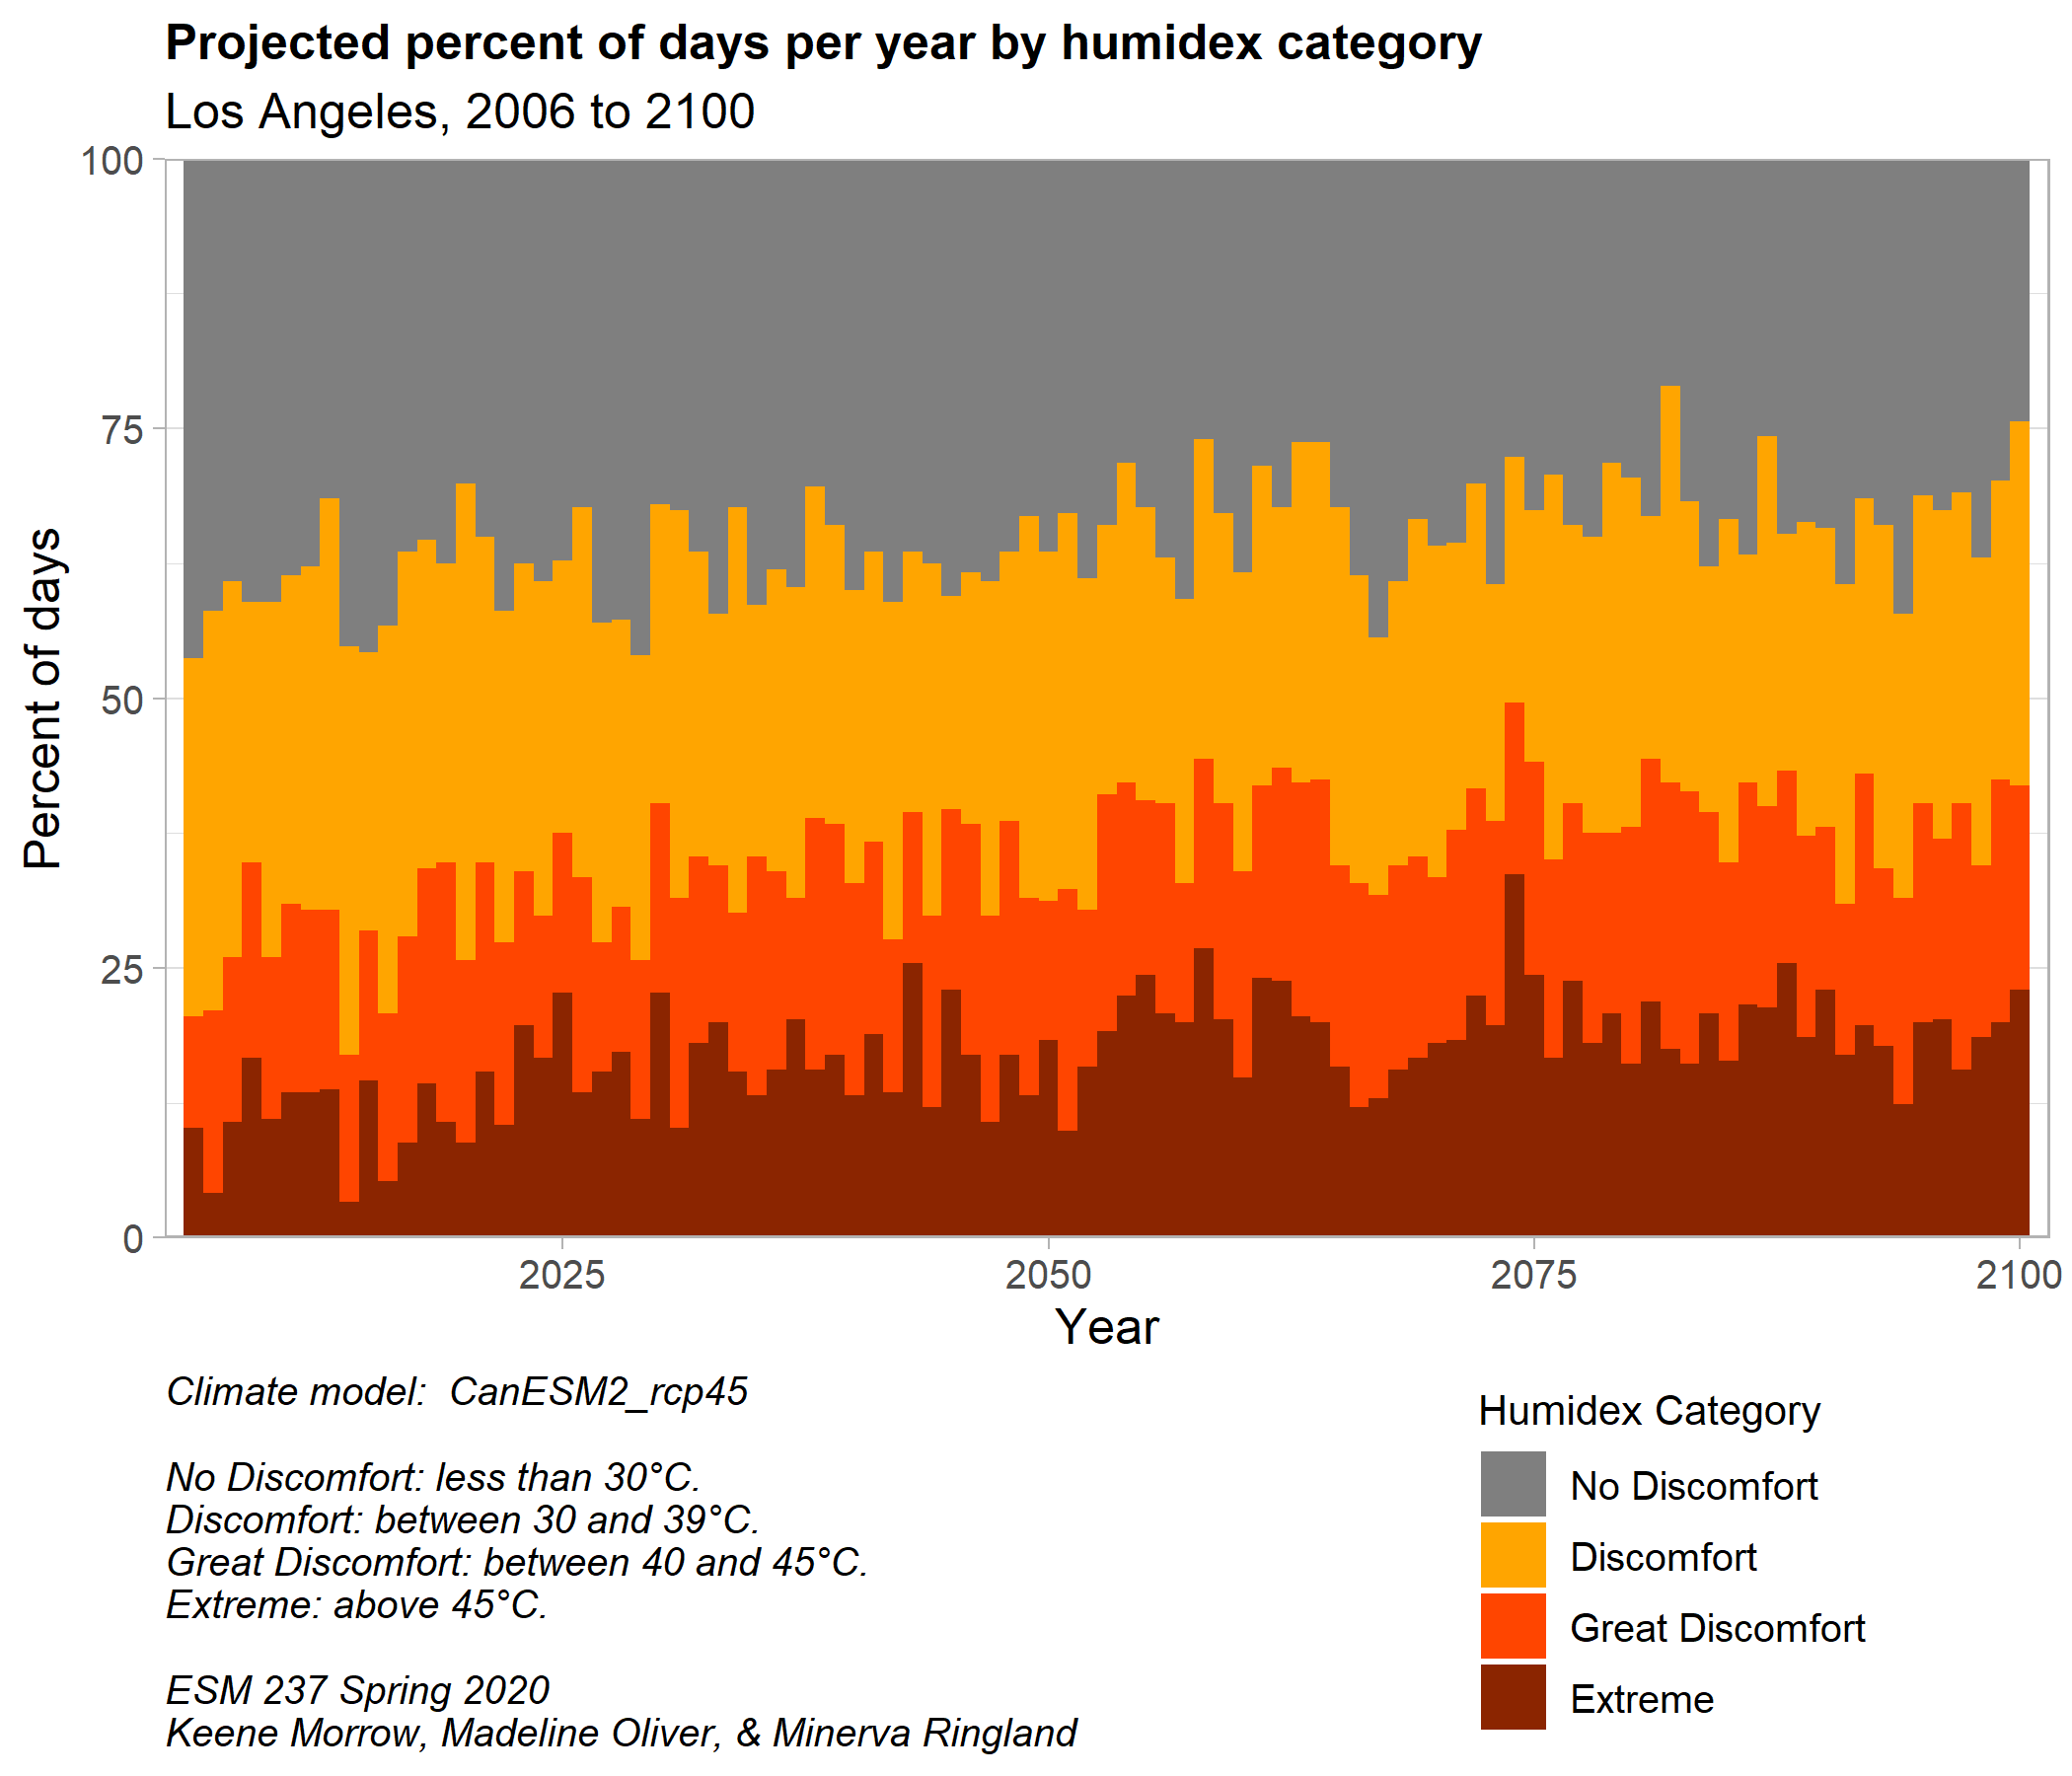 Projected percent of days per year by humidex category
Los Angeles, 2006 to 2100
100
75
50
25
0
Percent of days
2025 2050 2075 2100
Year
Climate model:  CanESM2_rcp45
No Discomfort: less than 30°C.
Discomfort: between 30 and 39°C.
Great Discomfort: between 40 and 45°C.
Extreme: above 45°C.
ESM 237 Spring 2020
Keene Morrow, Madeline Oliver, & Minerva Ringland
Humidex Category
No Discomfort
Discomfort
Great Discomfort
Extreme